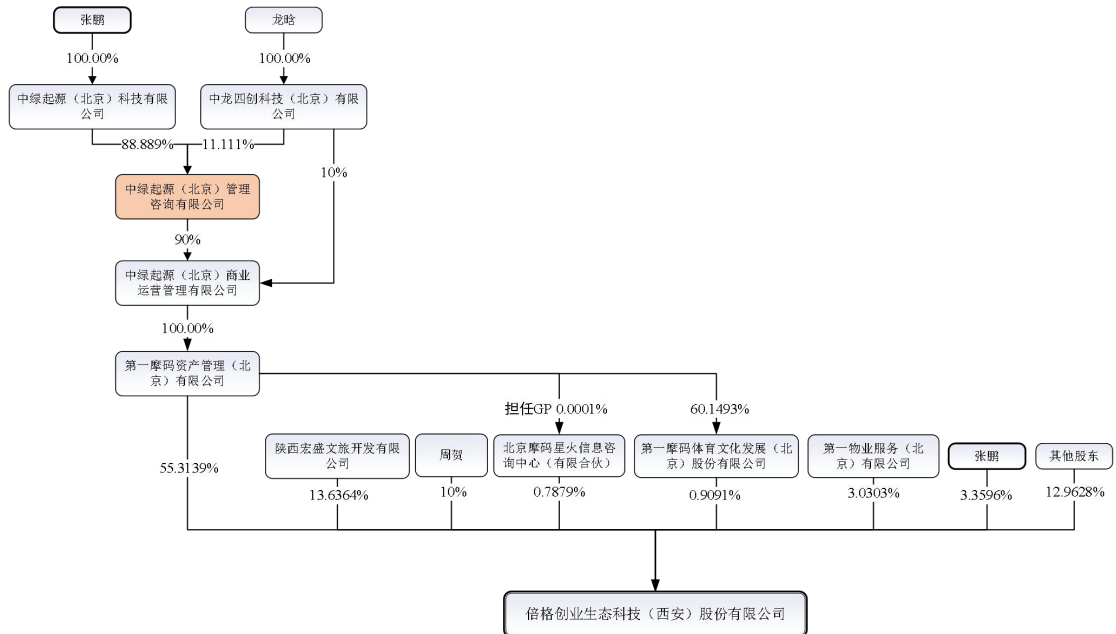 张鹏
龙晗
100.00%
100.00%
中绿起源（北京）科技有限
公司
中龙四创科技（北京）有限
公司
88.889%
11.111%
10%
中绿起源（北京）管理
咨询有限公司
90%
中绿起源（北京）商业
运营管理有限公司
100.00%
第一摩码资产管理（北
京）有限公司
担任GP 0.0001%
60.1493%
陕西宏盛文旅开发有限
公司
周贺
北京摩码星火信息咨
询中心（有限合伙）
第一摩码体育文化发展（北
京）股份有限公司
第一物业服务（北
京）有限公司
张鹏
其他股东
55.3139%
13.6364%
10%
0.7879%
0.9091%
3.0303%
3.3596%
12.9628%
倍格创业生态科技（西安）股份有限公司